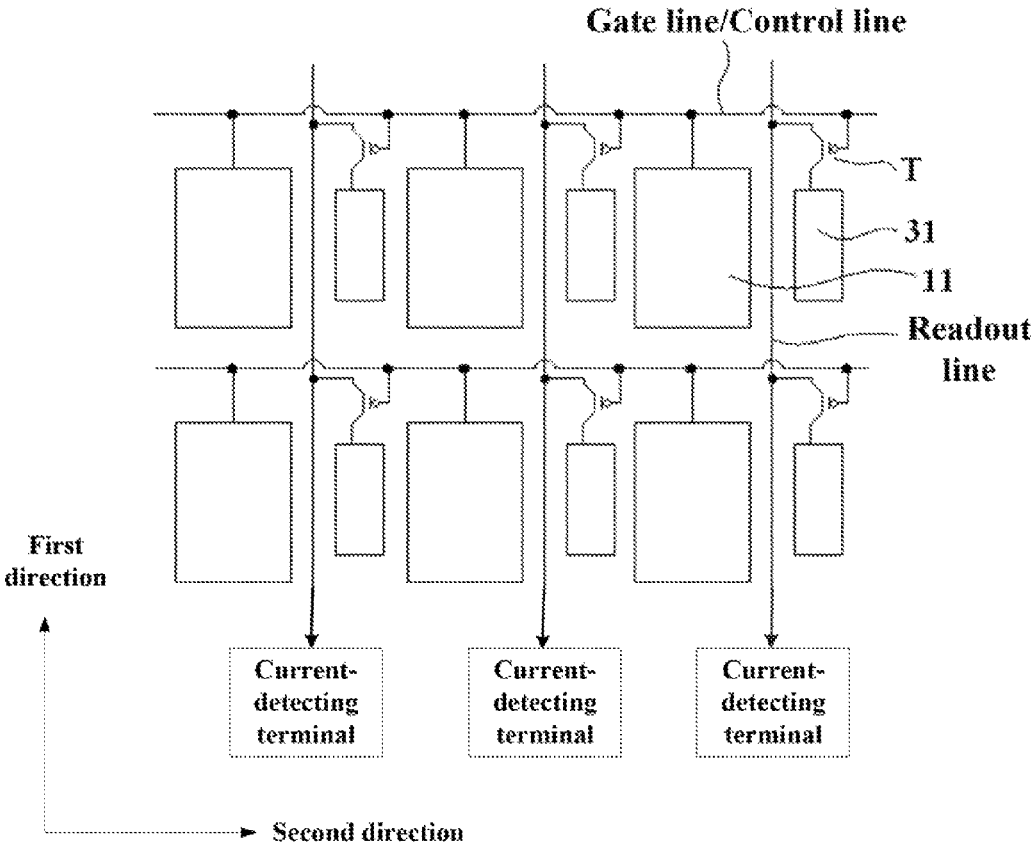 Gate line/Control line
T
31
11
Readout
line
First
direction
Current-
detecting
terminal
Current-
detecting
terminal
Current-
detecting
terminal
Second direction